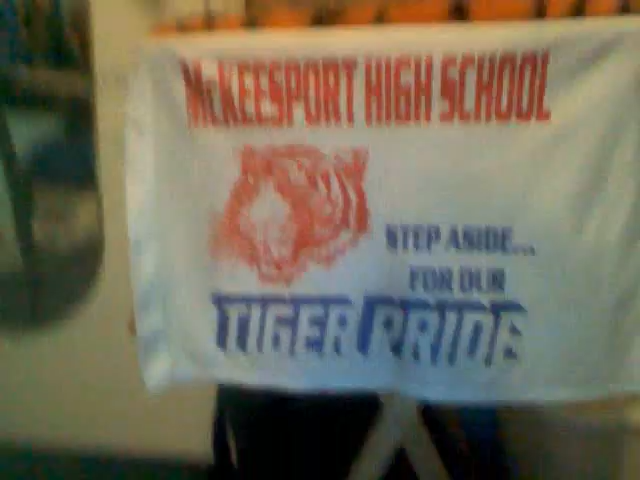 McKEESPORT HIGH SCHOOL
STEP ASIDE...
FOR OUR
TIGER PRIDE